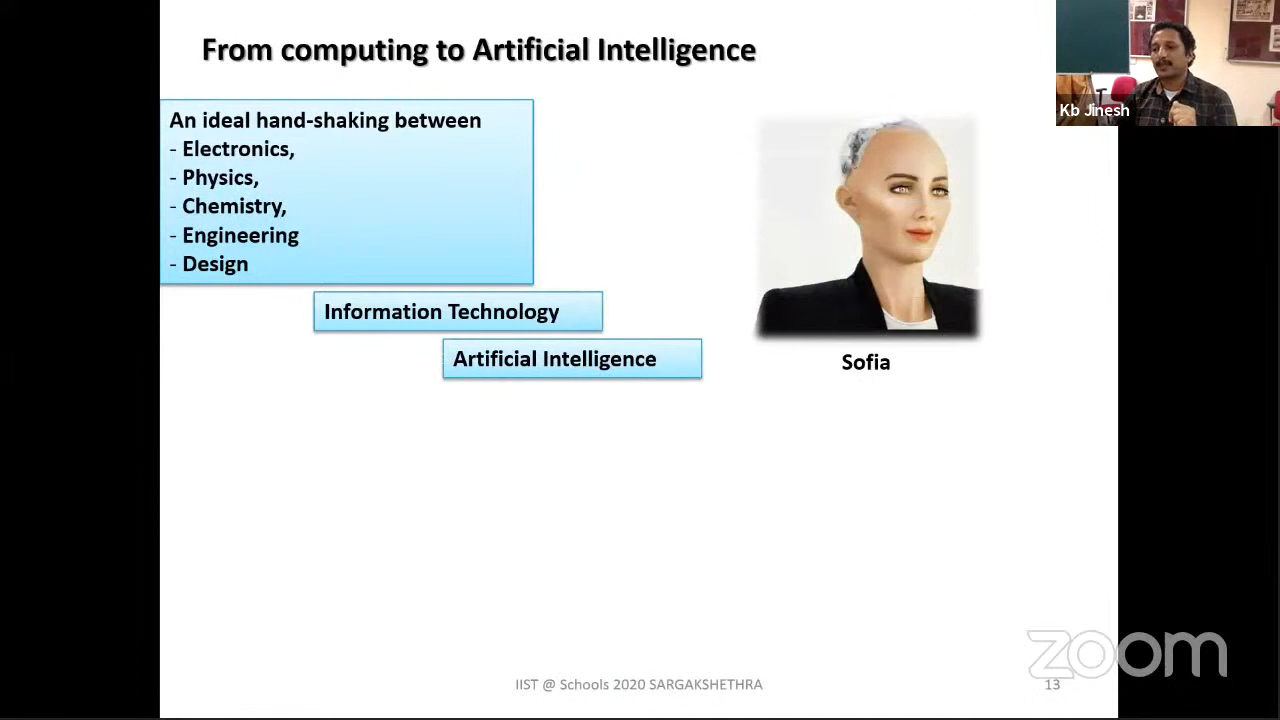 From computing to Artificial Intelligence
Kb Jinesh
An ideal hand-shaking between
- Electronics,
- Physics,
- Chemistry,
- Engineering
- Design
Information Technology
Artificial Intelligence
Sofia
zoom
IIST @ Schools 2020 SARGAKSHETHRA
13